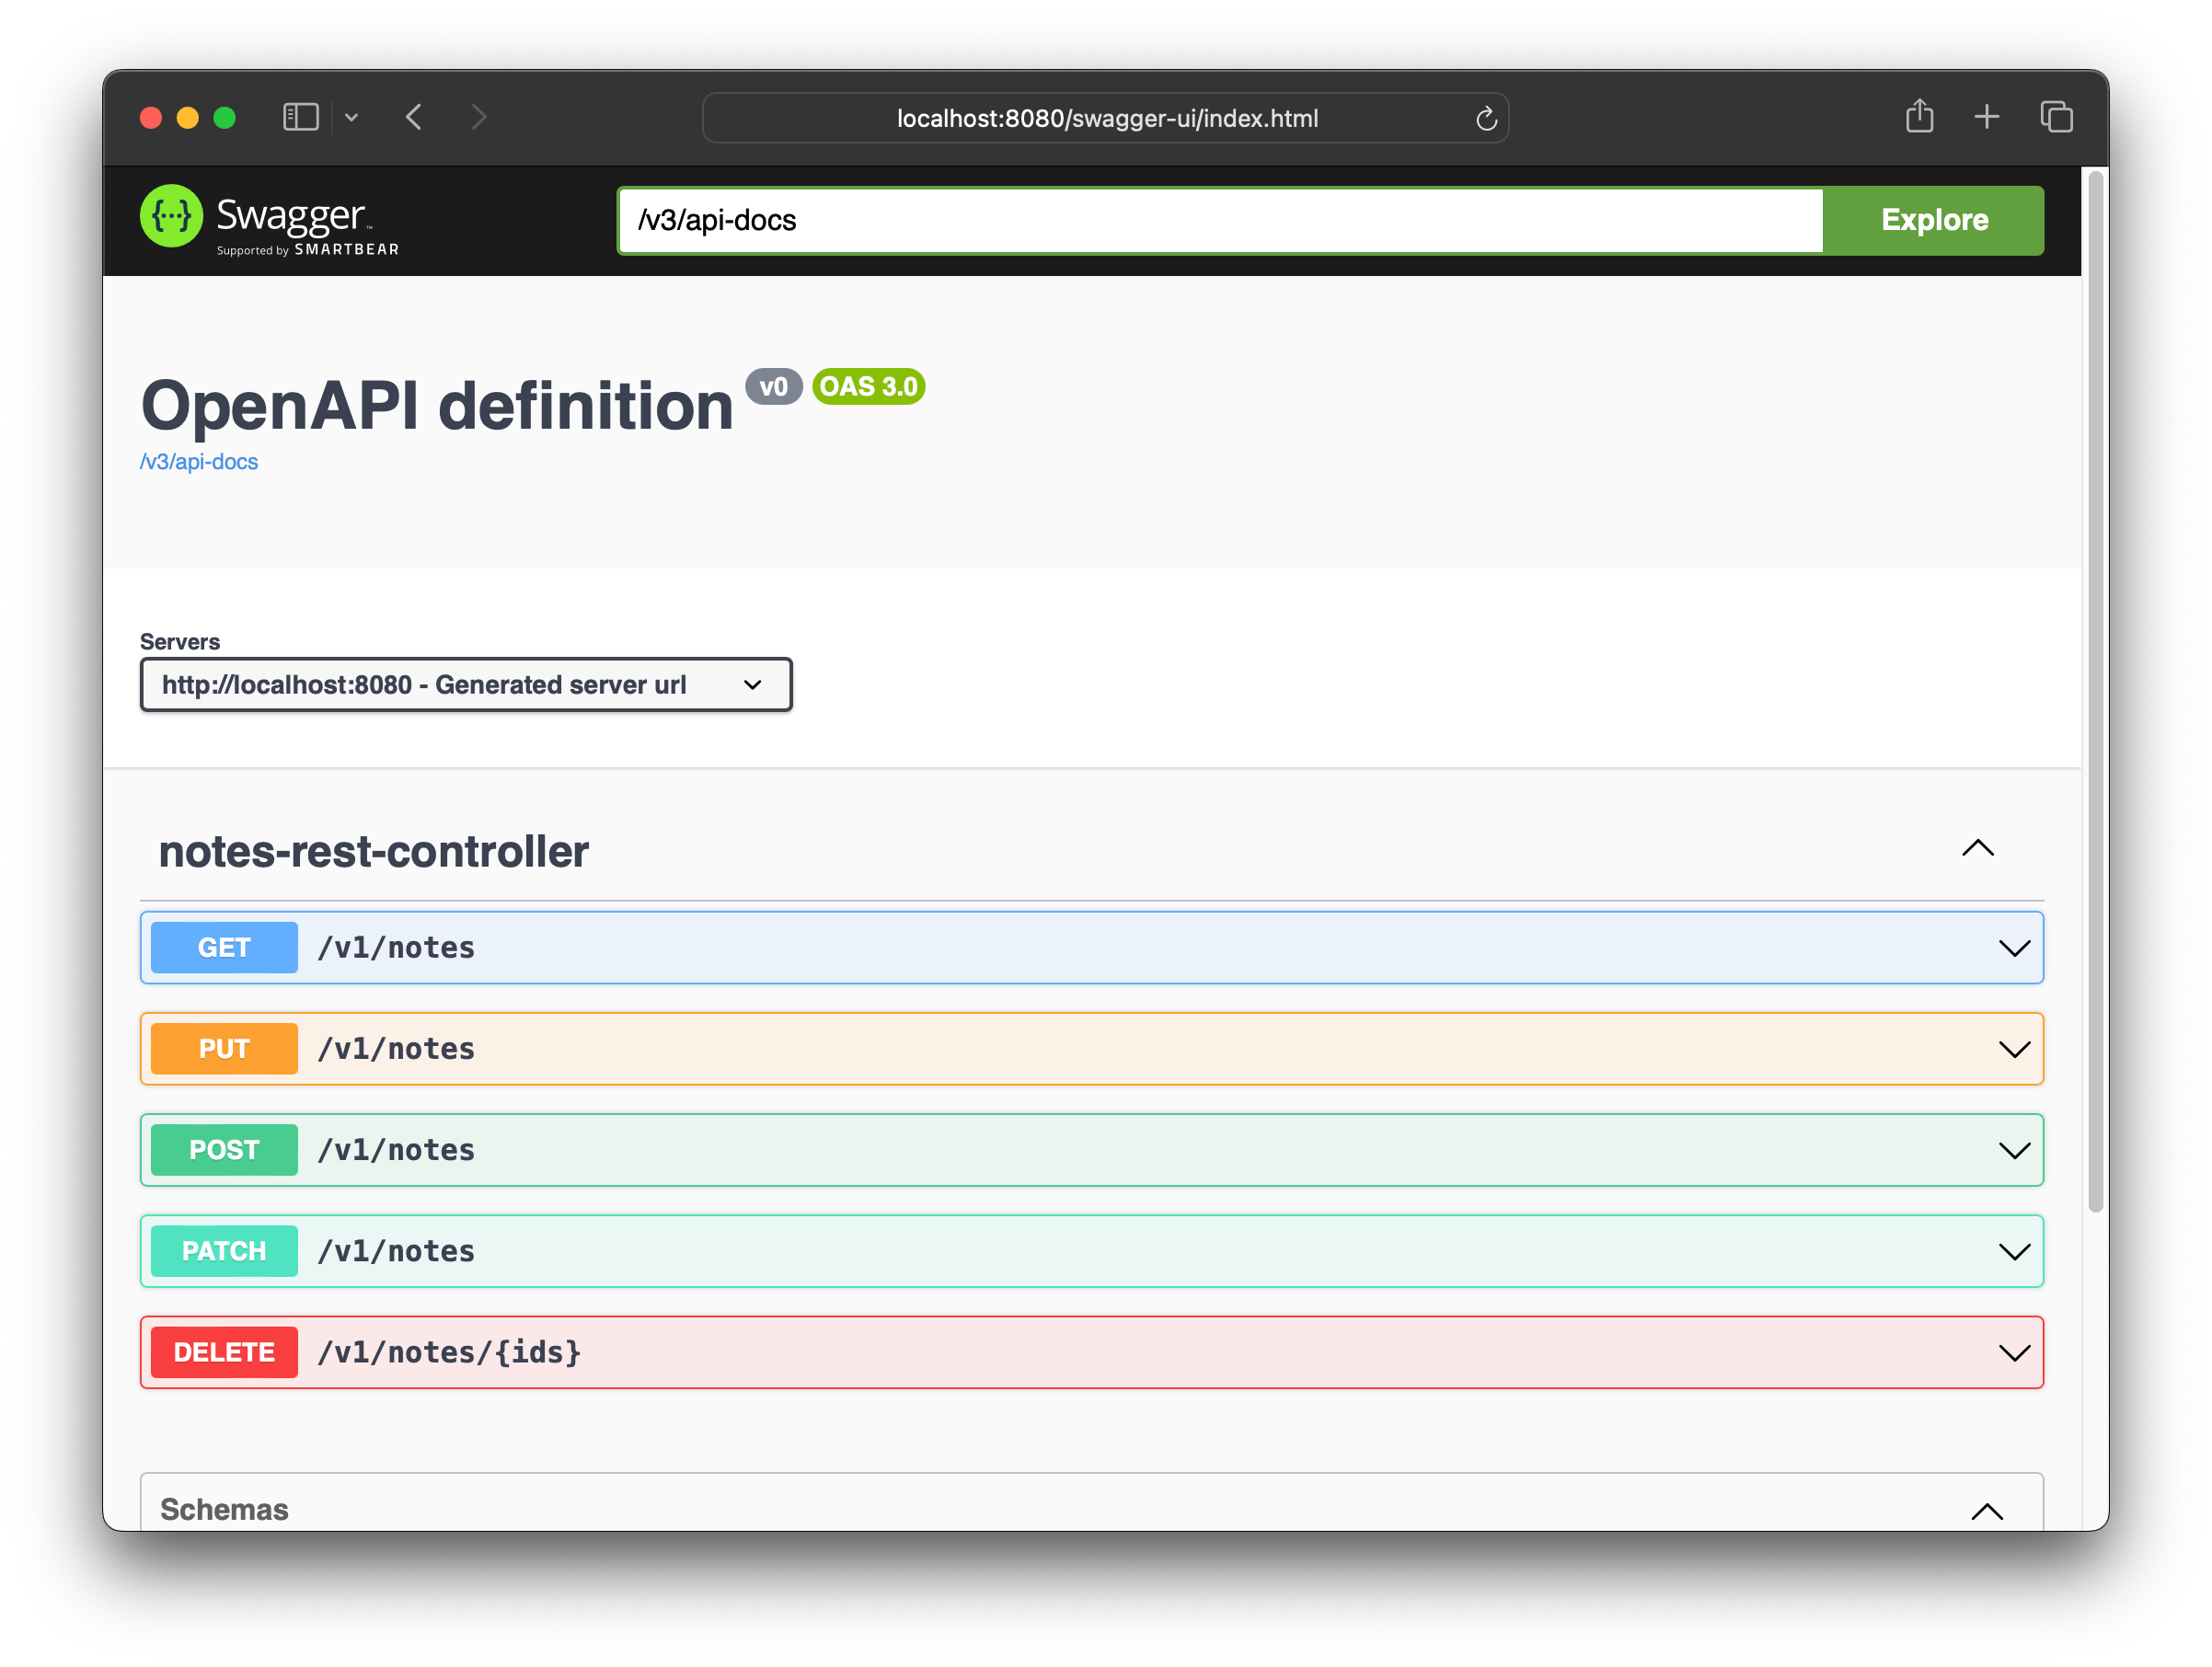 localhost:8080/swagger-ui/index.html
{···} Swagger™
Supported by SMARTBEAR
/v3/api-docs
Explore
OpenAPI definition v0 OAS 3.0
/v3/api-docs
Servers
http://localhost:8080 - Generated server url
notes-rest-controller
GET /v1/notes
PUT /v1/notes
POST /v1/notes
PATCH /v1/notes
DELETE /v1/notes/{ids}
Schemas